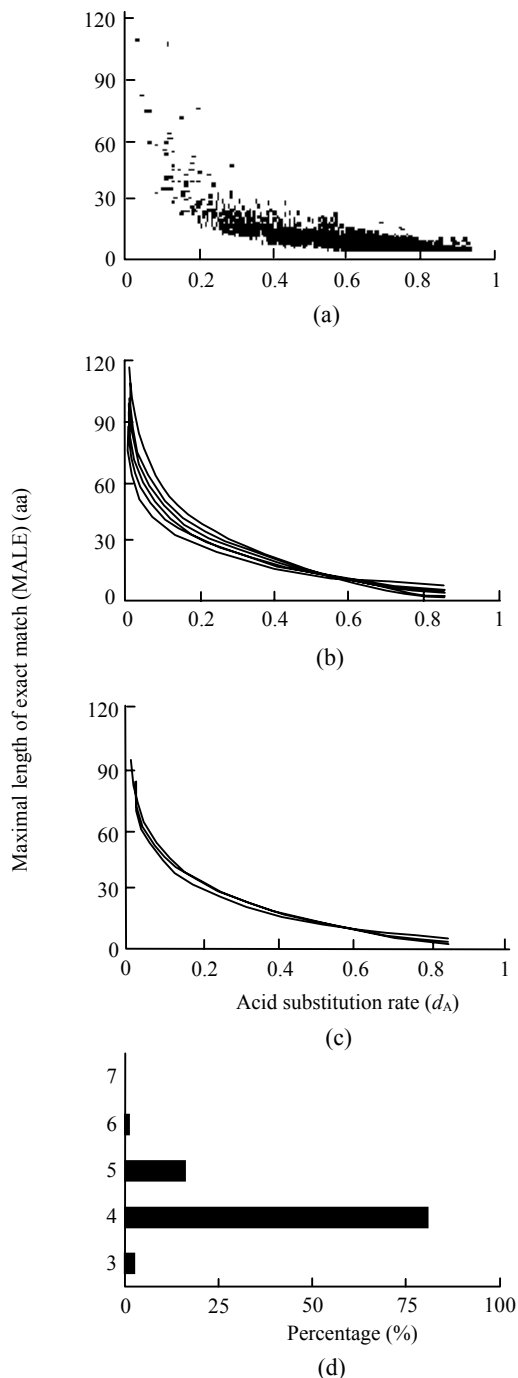 Maximal length of exact match (MALE) (aa)
120
90
60
30
0
0 0.2 0.4 0.6 0.8 1
(a)
120
90
60
30
0
0 0.2 0.4 0.6 0.8 1
(b)
120
90
60
30
0
0 0.2 0.4 0.6 0.8 1
Acid substitution rate (dA)
(c)
7
6
5
4
3
0 25 50 75 100
Percentage (%)
(d)